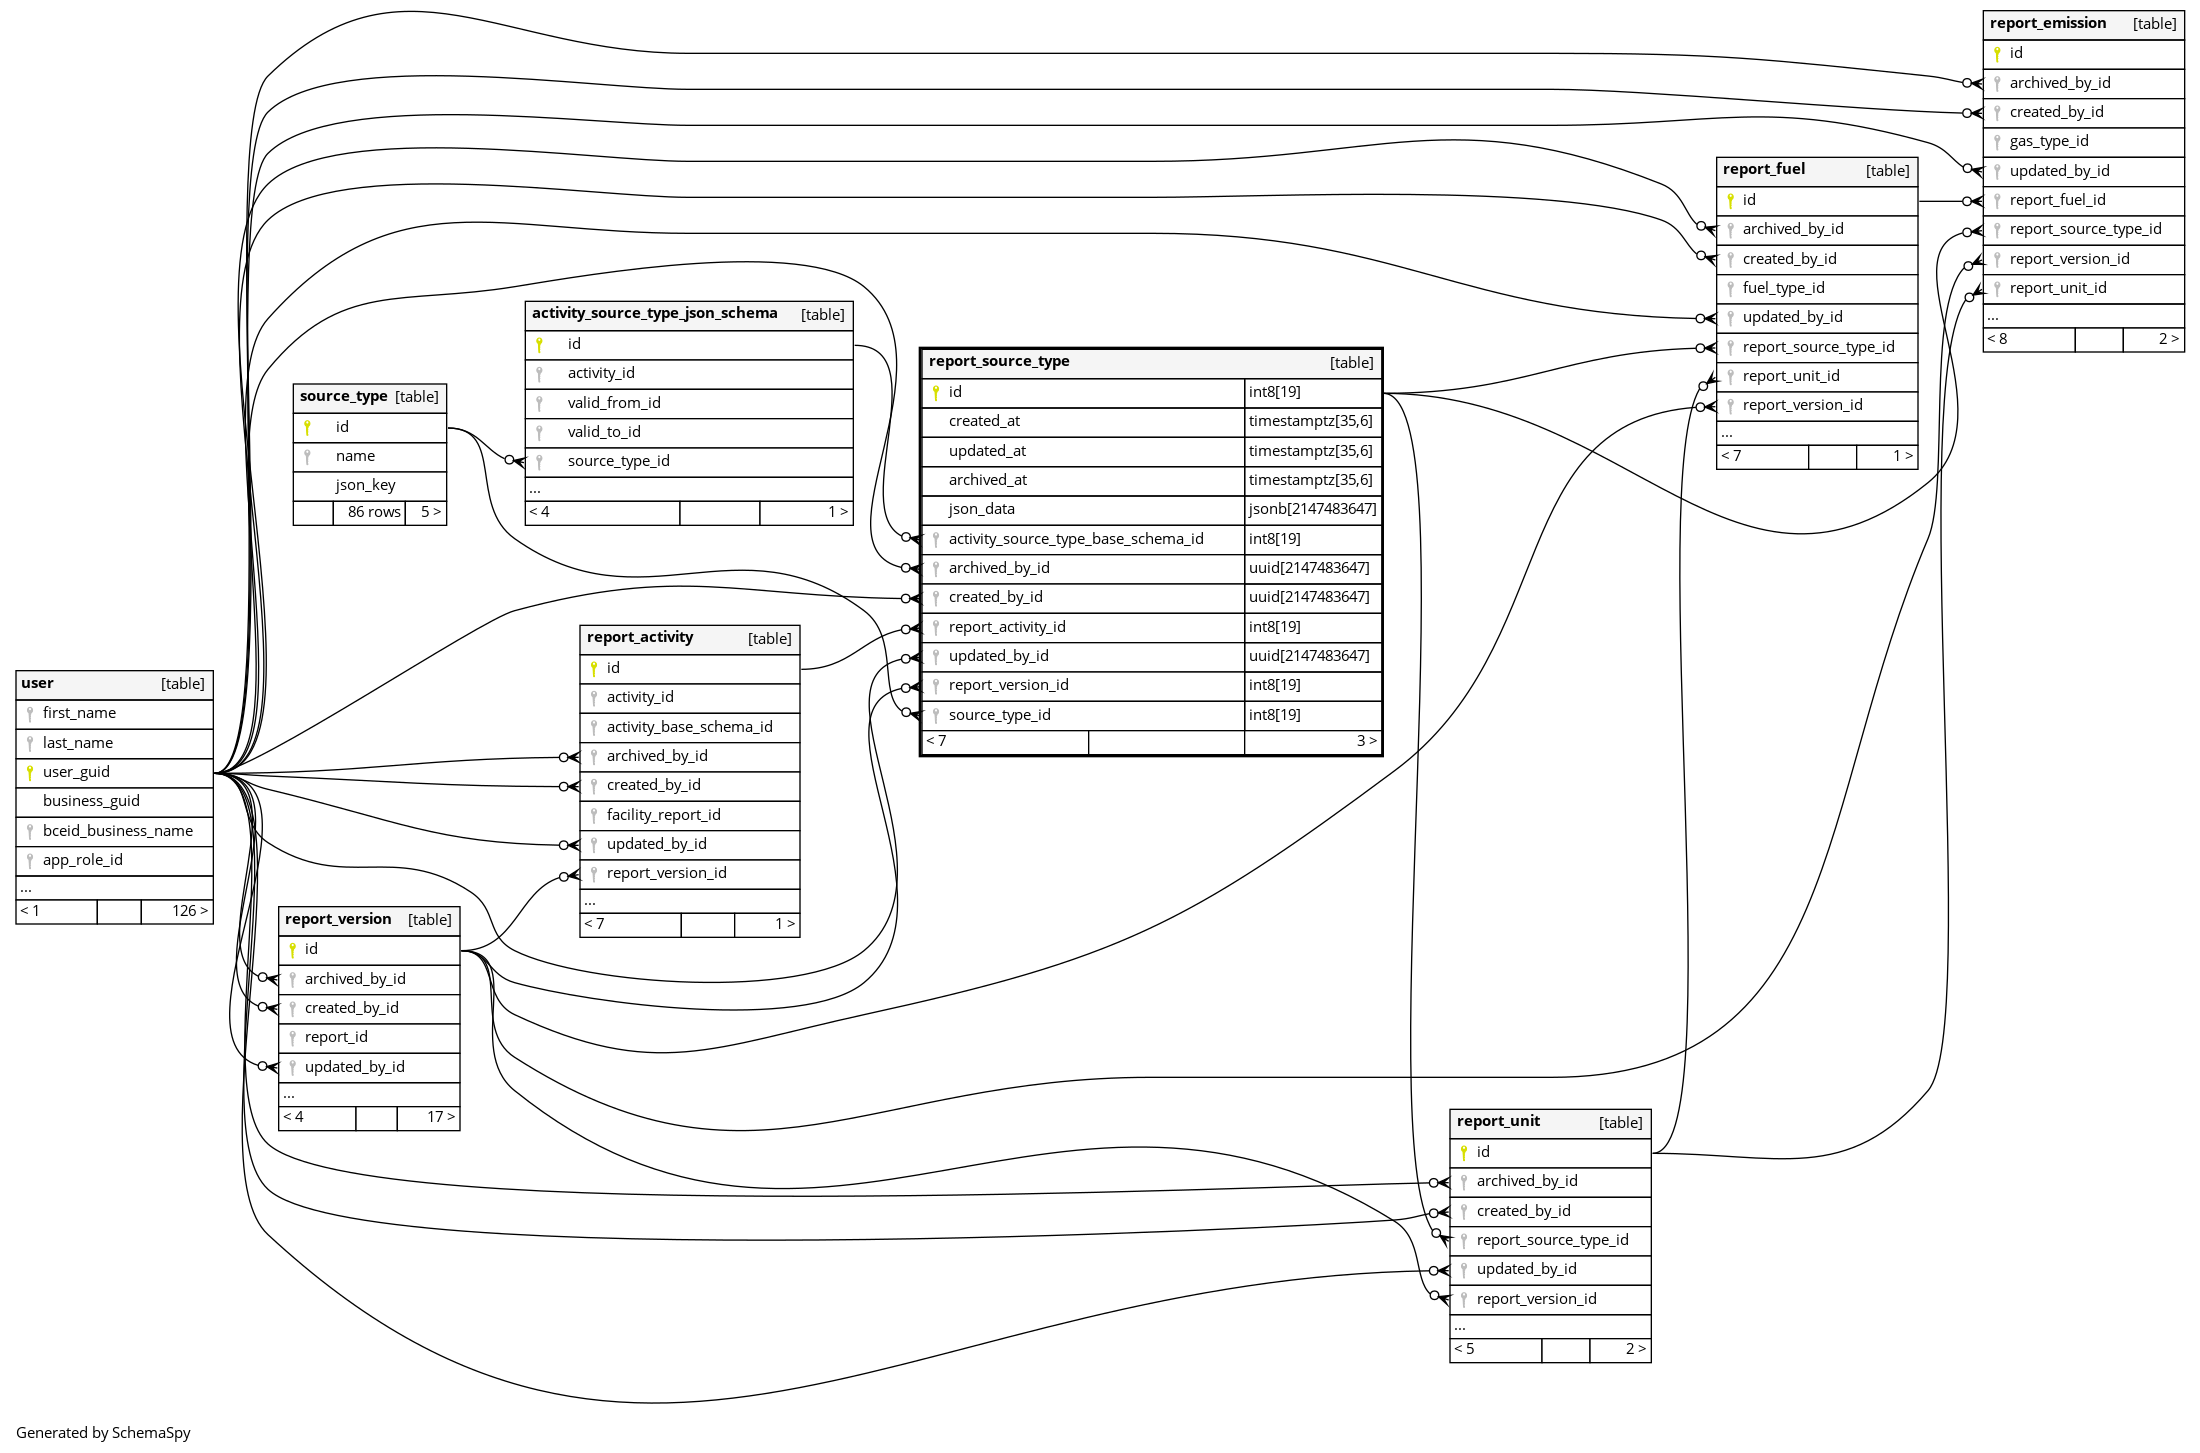 report_emission [table]
id
archived_by_id
created_by_id
gas_type_id
updated_by_id
report_fuel_id
report_source_type_id
report_version_id
report_unit_id
...
< 8 2 >
report_fuel [table]
id
archived_by_id
created_by_id
fuel_type_id
updated_by_id
report_source_type_id
report_unit_id
report_version_id
...
< 7 1 >
activity_source_type_json_schema [table]
id
activity_id
valid_from_id
valid_to_id
source_type_id
...
< 4 1 >
report_source_type [table]
id int8[19]
created_at timestamptz[35,6]
updated_at timestamptz[35,6]
archived_at timestamptz[35,6]
json_data jsonb[2147483647]
activity_source_type_base_schema_id int8[19]
archived_by_id uuid[2147483647]
created_by_id uuid[2147483647]
report_activity_id int8[19]
updated_by_id uuid[2147483647]
report_version_id int8[19]
source_type_id int8[19]
< 7 3 >
source_type [table]
id
name
json_key
86 rows 5 >
report_activity [table]
id
activity_id
activity_base_schema_id
archived_by_id
created_by_id
facility_report_id
updated_by_id
report_version_id
...
< 7 1 >
user [table]
first_name
last_name
user_guid
business_guid
bceid_business_name
app_role_id
...
< 1 126 >
report_version [table]
id
archived_by_id
created_by_id
report_id
updated_by_id
...
< 4 17 >
report_unit [table]
id
archived_by_id
created_by_id
report_source_type_id
updated_by_id
report_version_id
...
< 5 2 >
Generated by SchemaSpy